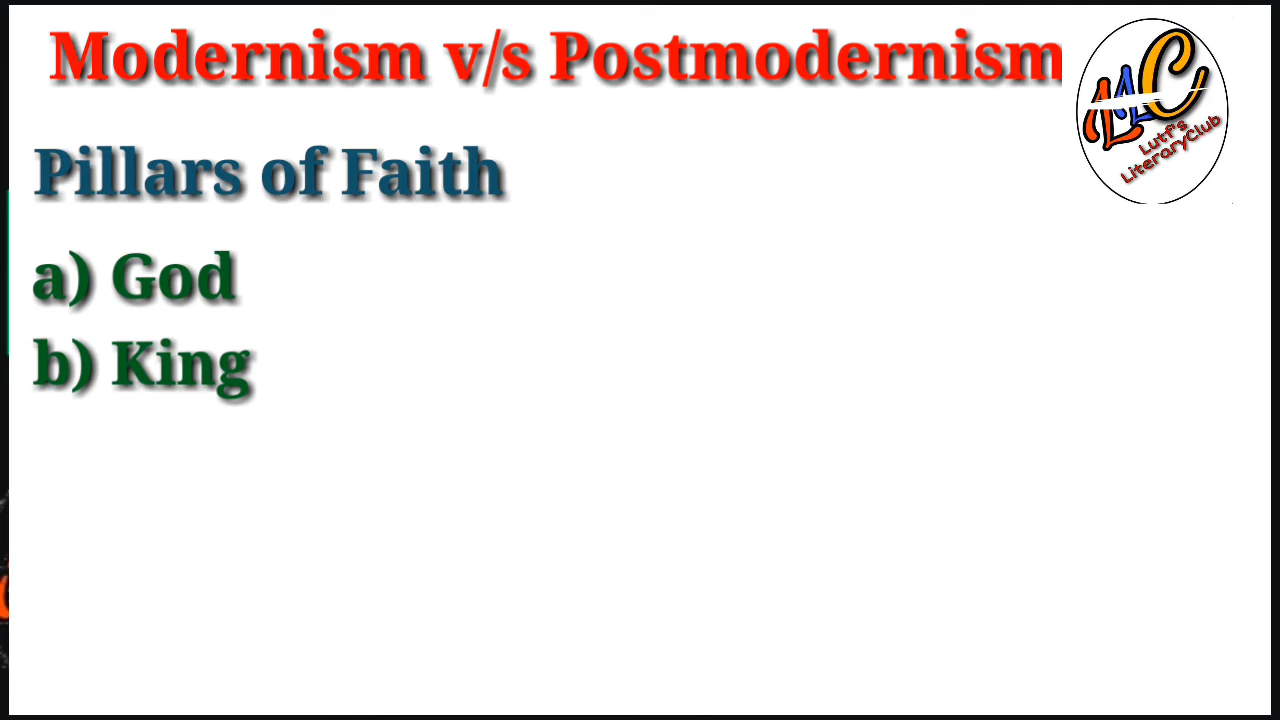 Modernism v/s Postmodernism
LLC
Lutf's
LiteraryClub
Pillars of Faith
a) God
b) King